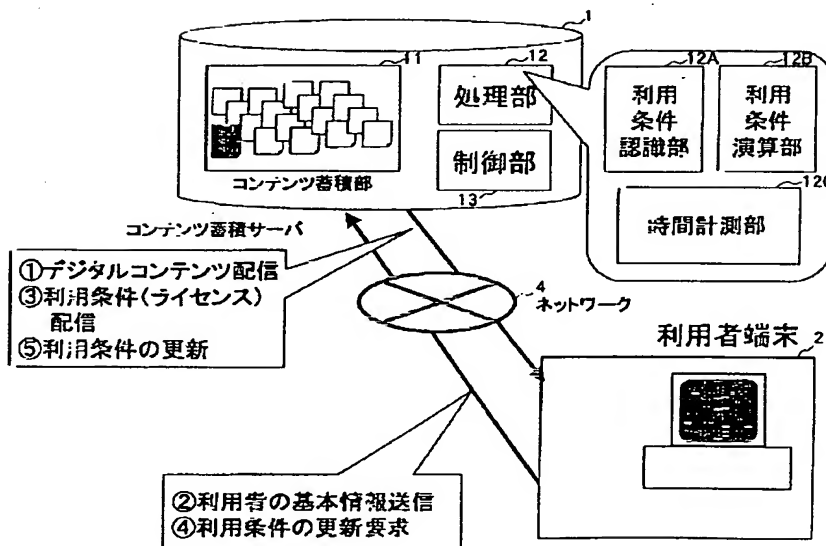 1
11
12
処理部
制御部
13
コンテンツ蓄積部
12A
利用
条件
認識部
12B
利用
条件
演算部
12C
時間計測部
コンテンツ蓄積サーバ
①デジタルコンテンツ配信
③利用条件(ライセンス)
配信
⑤利用条件の更新
4
ネットワーク
利用者端末
2
②利用者の基本情報送信
④利用条件の更新要求